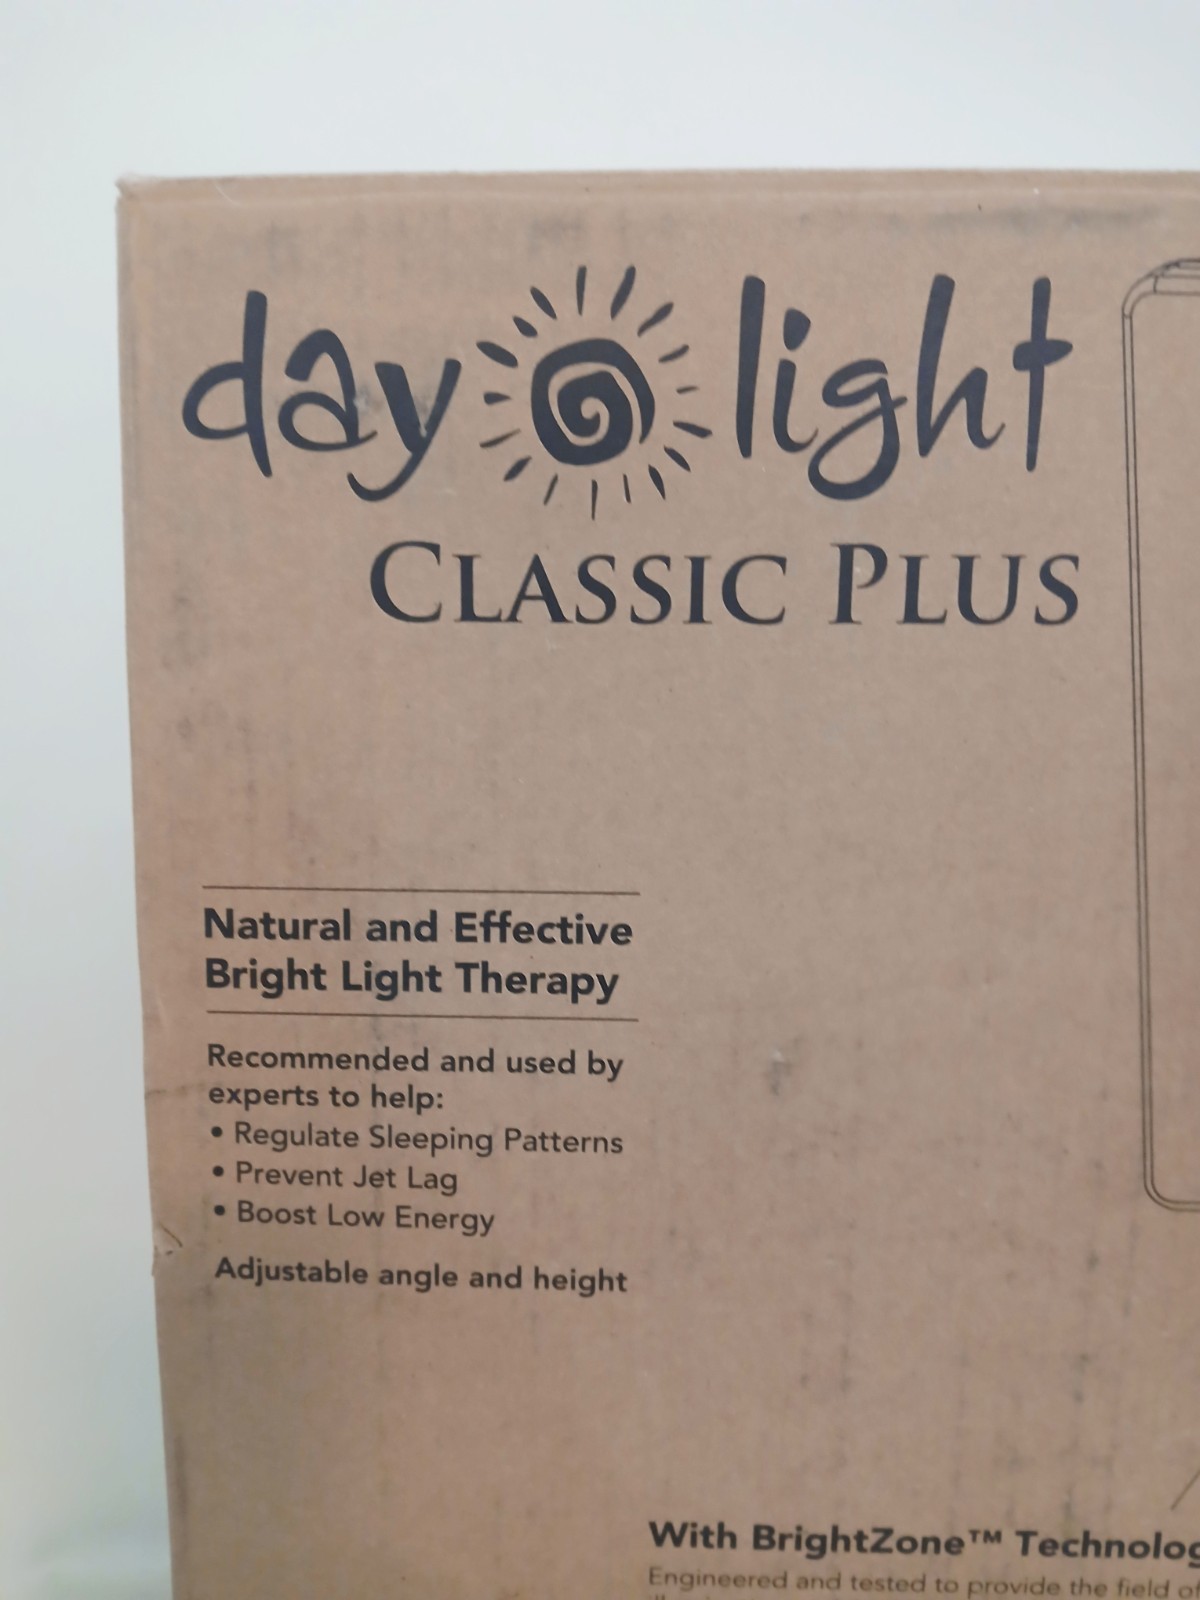 day light
CLASSIC PLUS
Natural and Effective
Bright Light Therapy
Recommended and used by
experts to help:
• Regulate Sleeping Patterns
• Prevent Jet Lag
• Boost Low Energy
Adjustable angle and height
With BrightZone™ Technolog
Engineered and tested to provide the field of